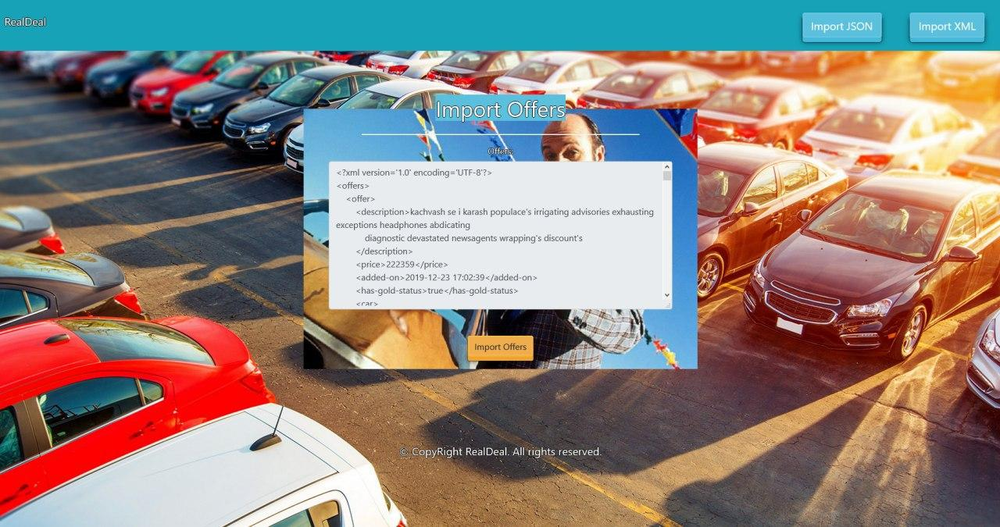 RealDeal
Import JSON
Import XML
Import Offers
Offers:
<?xml version='1.0' encoding='UTF-8'?>
<offers>
<offer>
<description>kachvash se i karash populace's irrigating advisories exhausting
exceptions headphones abdicating
diagnostic devastated newsagents wrapping's discount's
</description>
<price>222359</price>
<added-on>2019-12-23 17:02:39</added-on>
<has-gold-status>true</has-gold-status>
<car>
Import Offers
© CopyRight RealDeal. All rights reserved.